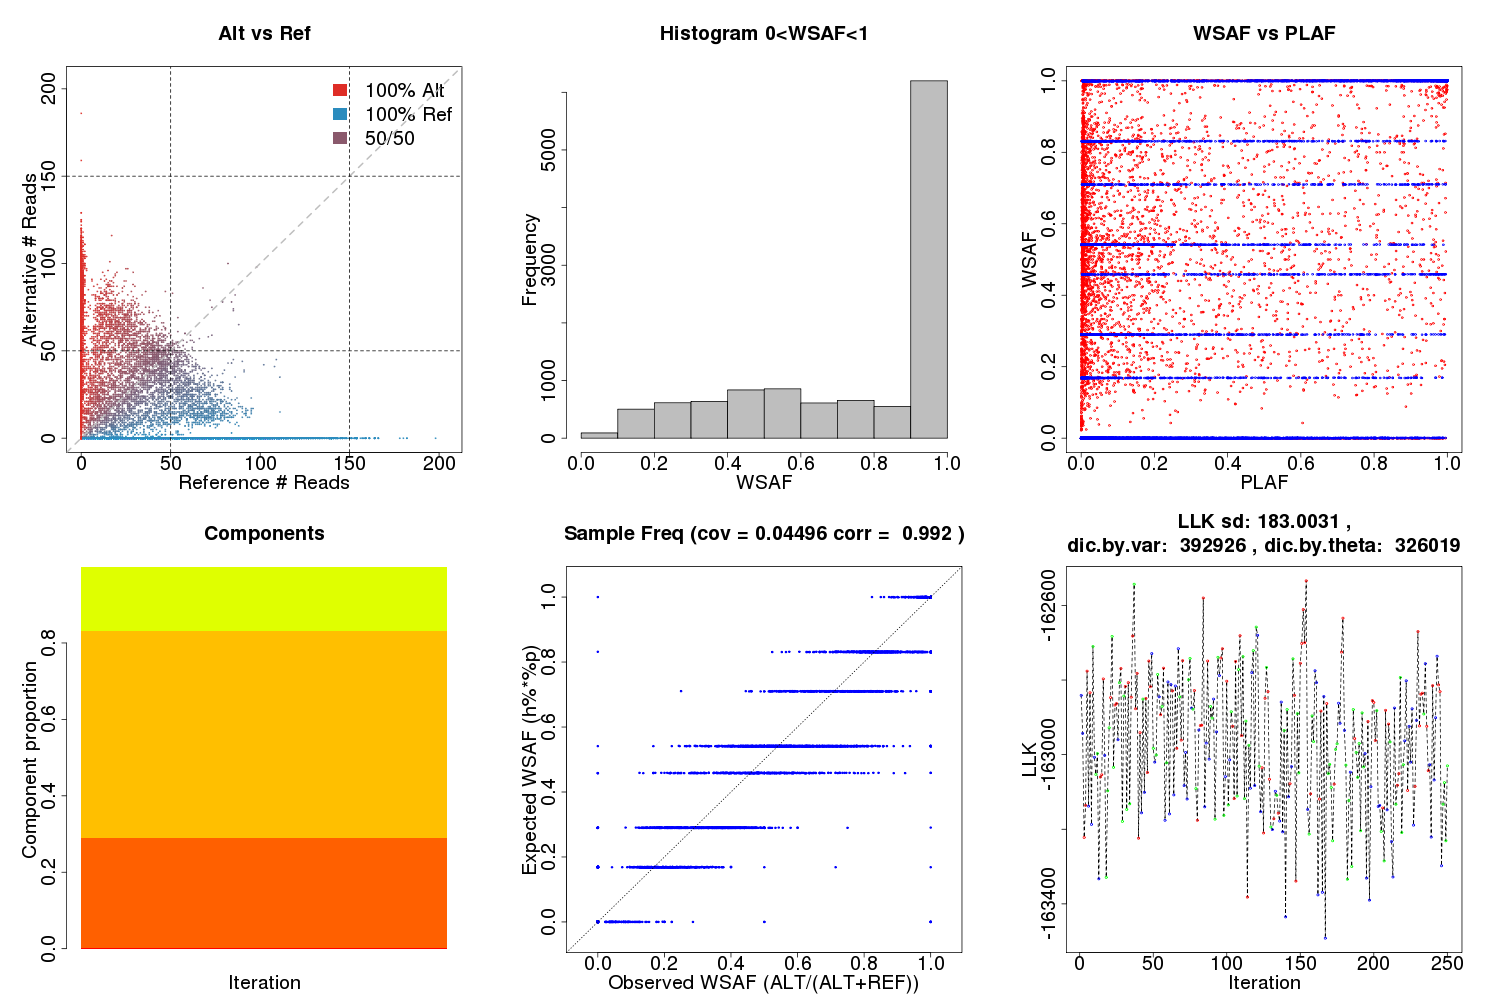 Alt vs Ref
100% Alt
100% Ref
50/50
Alternative # Reads
0
50
100
150
200
0
50
100
150
200
Reference # Reads
Histogram 0<WSAF<1
Frequency
0
1000
3000
5000
0.0
0.2
0.4
0.6
0.8
1.0
WSAF
WSAF vs PLAF
WSAF
0.0
0.2
0.4
0.6
0.8
1.0
0.0
0.2
0.4
0.6
0.8
1.0
PLAF
Components
Component proportion
0.0
0.2
0.4
0.6
0.8
Iteration
Sample Freq (cov = 0.04496 corr = 0.992 )
Expected WSAF (h%*%p)
0.0
0.2
0.4
0.6
0.8
1.0
0.0
0.2
0.4
0.6
0.8
1.0
Observed WSAF (ALT/(ALT+REF))
LLK sd: 183.0031 ,
dic.by.var: 392926 , dic.by.theta: 326019
LLK
-163400
-163000
-162600
0
50
100
150
200
250
Iteration